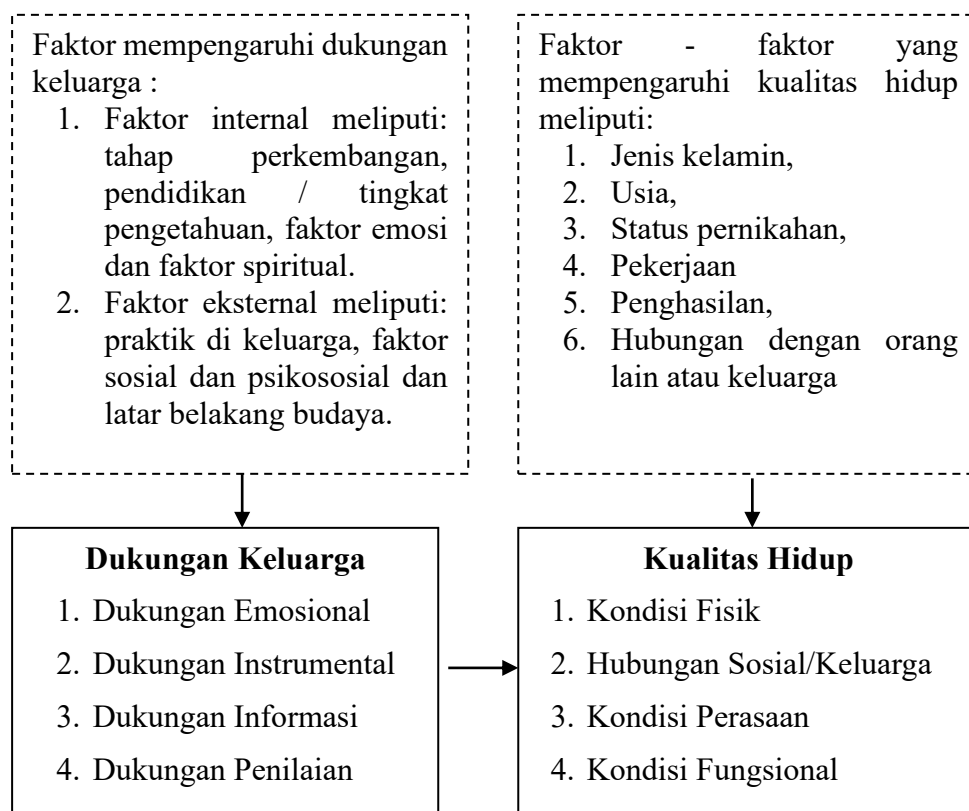 Faktor mempengaruhi dukungan
keluarga :
1. Faktor internal meliputi:
tahap perkembangan,
pendidikan / tingkat
pengetahuan, faktor emosi
dan faktor spiritual.
2. Faktor eksternal meliputi:
praktik di keluarga, faktor
sosial dan psikososial dan
latar belakang budaya.
Faktor - faktor yang
mempengaruhi kualitas hidup
meliputi:
1. Jenis kelamin,
2. Usia,
3. Status pernikahan,
4. Pekerjaan
5. Penghasilan,
6. Hubungan dengan orang
lain atau keluarga
Dukungan Keluarga
1. Dukungan Emosional
2. Dukungan Instrumental
3. Dukungan Informasi
4. Dukungan Penilaian
Kualitas Hidup
1. Kondisi Fisik
2. Hubungan Sosial/Keluarga
3. Kondisi Perasaan
4. Kondisi Fungsional